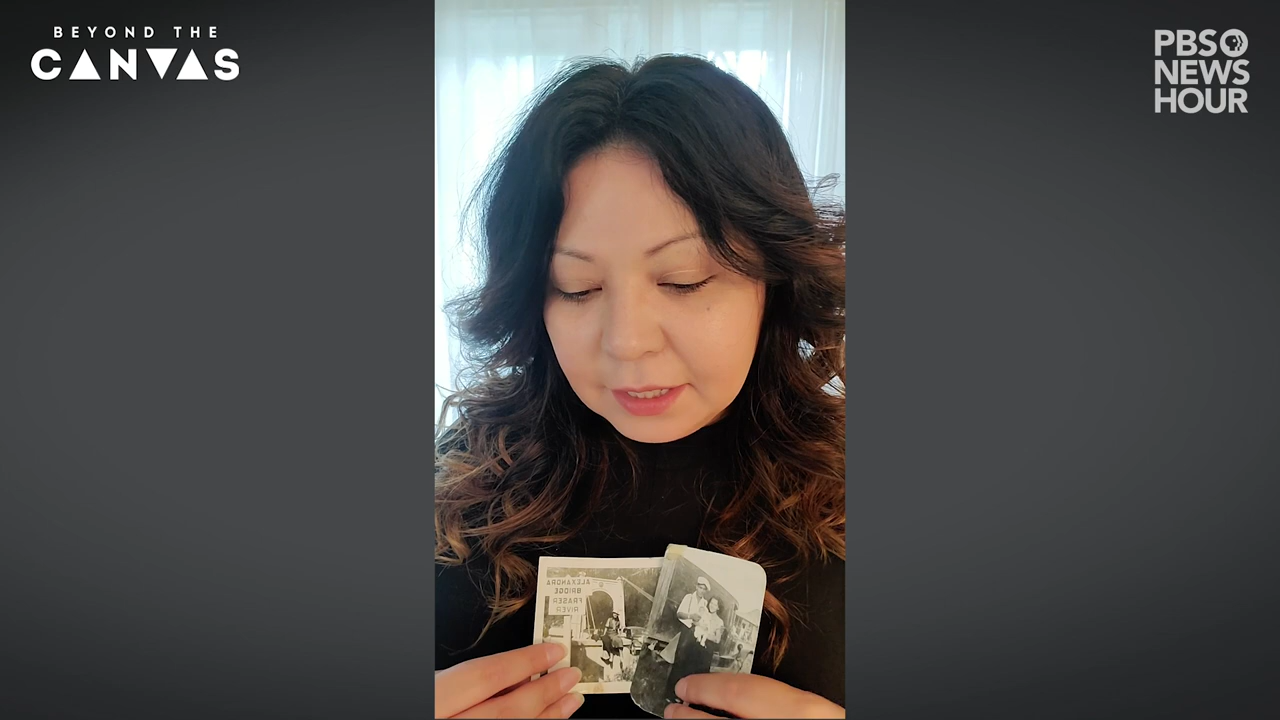 BEYOND THE
CANVAS
PBS
NEWS
HOUR
ALEXANDRA
BRIDGE
FRASER
RIVER